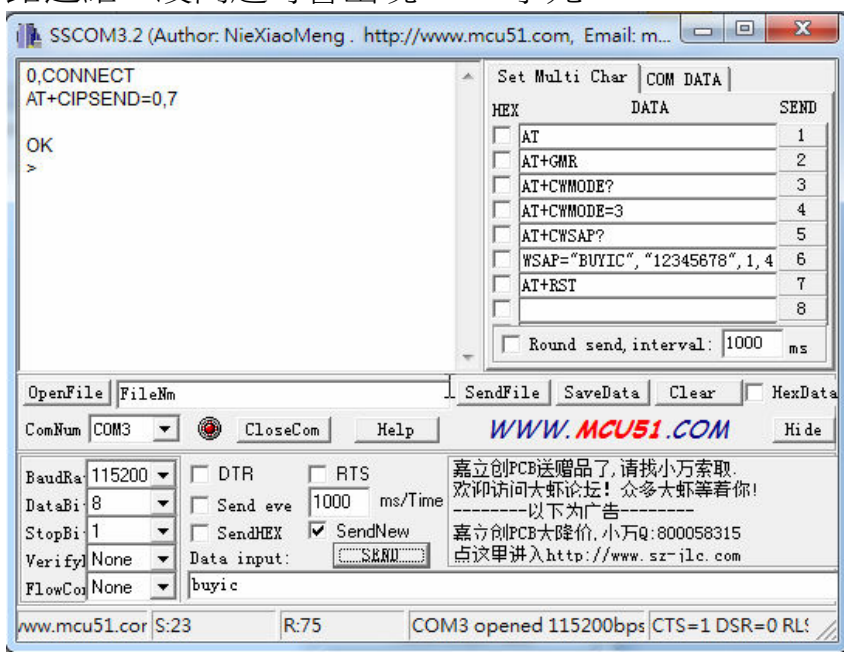 SSCOM3.2 (Author: NieXiaoMeng . http://www.mcu51.com, Email: m...
0,CONNECT
AT+CIPSEND=0,7
OK
>
Set Multi Char COM DATA
HEX DATA SEND
AT 1
AT+GMR 2
AT+CWMODE? 3
AT+CWMODE=3 4
AT+CWSAP? 5
WSAP="BUYIC","12345678",1,4 6
AT+RST 7
8
Round send, interval: 1000 ms
OpenFile FileNm SendFile SaveData Clear HexData
ComNum COM3 CloseCom Help WWW.MCU51.COM Hide
BaudRa 115200 DTR RTS
DataBi 8 Send eve 1000 ms/Time
StopBi 1 SendHEX SendNew
Verify None Data input: SEND
FlowCo None buyic
嘉立创PCB送赠品了,请找小万索取.
欢迎访问大虾论坛! 众多大虾等着你!
--------以下为广告--------
嘉立创PCB大降价,小万Q:800058315
点这里进入http://www.sz-jlc.com
www.mcu51.cor S:23 R:75 COM3 opened 115200bps CTS=1 DSR=0 RLS